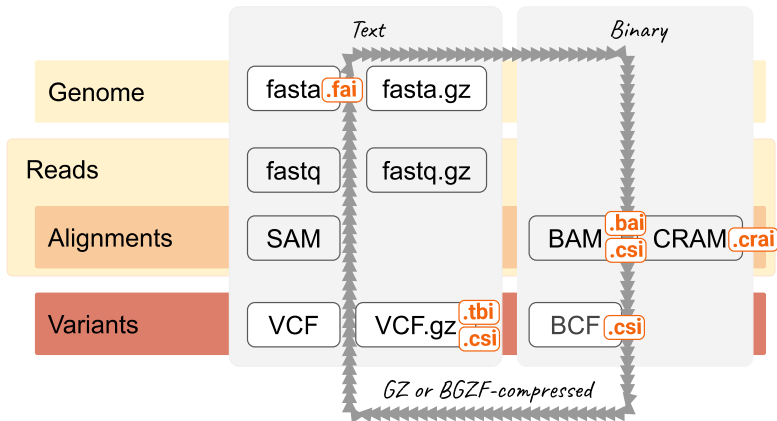 Text Binary
Genome fasta .fai fasta.gz
Reads fastq fastq.gz
Alignments SAM BAM .bai .csi CRAM .crai
Variants VCF VCF.gz .tbi .csi BCF .csi
GZ or BGZF-compressed